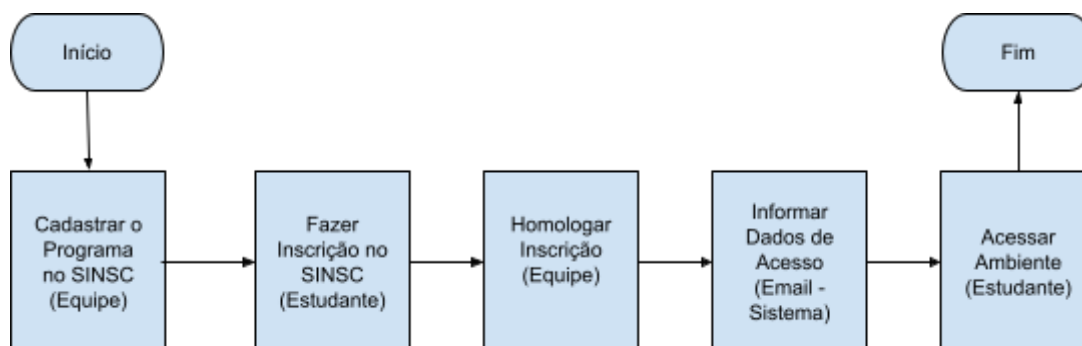 Início
Fim
Cadastrar o
Programa
no SINSC
(Equipe)
Fazer
Inscrição no
SINSC
(Estudante)
Homologar
Inscrição
(Equipe)
Informar
Dados de
Acesso
(Email -
Sistema)
Acessar
Ambiente
(Estudante)